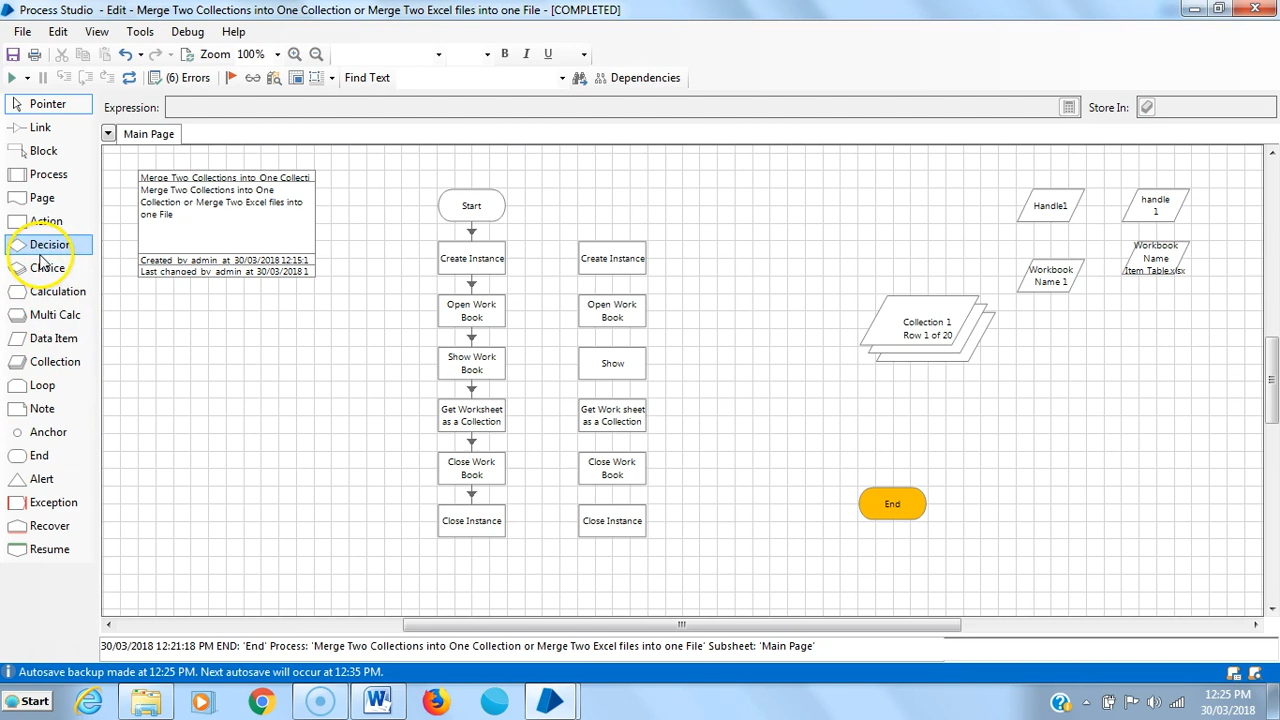 Process Studio - Edit - Merge Two Collections into One Collection or Merge Two Excel files into one File - [COMPLETED]
File Edit View Tools Debug Help
Zoom 100% B I U
(6) Errors Find Text Dependencies
Pointer
Link
Block
Process
Page
Action
Decision
Choice
Calculation
Multi Calc
Data Item
Collection
Loop
Note
Anchor
End
Alert
Exception
Recover
Resume
Expression: Store In:
Main Page
Merge Two Collections into One Collecti
Merge Two Collections into One
Collection or Merge Two Excel files into
one File
Created by admin at 30/03/2018 12:15:1
Last changed by admin at 30/03/2018 1
Start
Create Instance
Open Work
Book
Show Work
Book
Get Worksheet
as a Collection
Close Work
Book
Close Instance
Create Instance
Open Work
Book
Show
Get Work sheet
as a Collection
Close Work
Book
Close Instance
Collection 1
Row 1 of 20
End
Handle1
Workbook
Name 1
handle
1
Workbook
Name
Item Table.xlsx
30/03/2018 12:21:18 PM END: 'End' Process: 'Merge Two Collections into One Collection or Merge Two Excel files into one File' Subsheet: 'Main Page'
Autosave backup made at 12:25 PM. Next autosave will occur at 12:35 PM.
Start
12:25 PM
30/03/2018